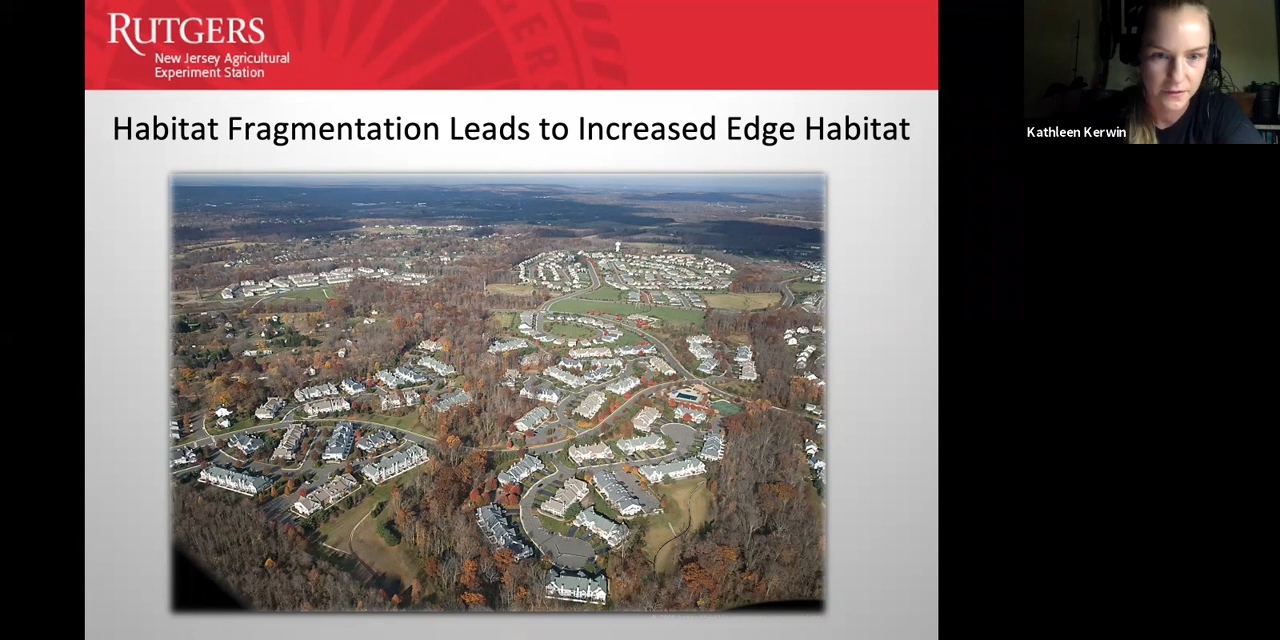 RUTGERS
New Jersey Agricultural
Experiment Station
Habitat Fragmentation Leads to Increased Edge Habitat
Kathleen Kerwin